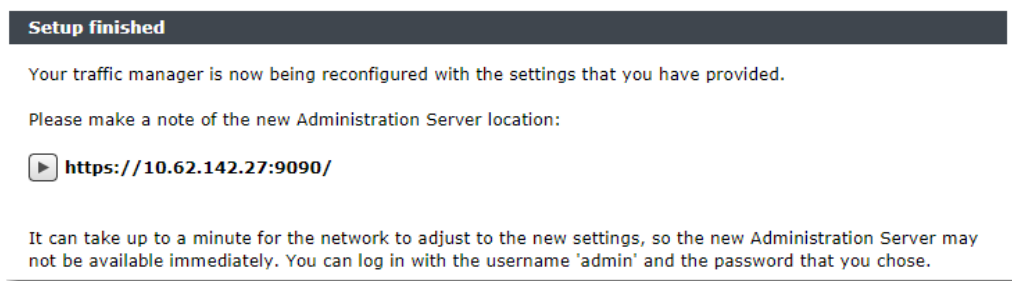 Setup finished
Your traffic manager is now being reconfigured with the settings that you have provided.
Please make a note of the new Administration Server location:
https://10.62.142.27:9090/
It can take up to a minute for the network to adjust to the new settings, so the new Administration Server may
not be available immediately. You can log in with the username 'admin' and the password that you chose.